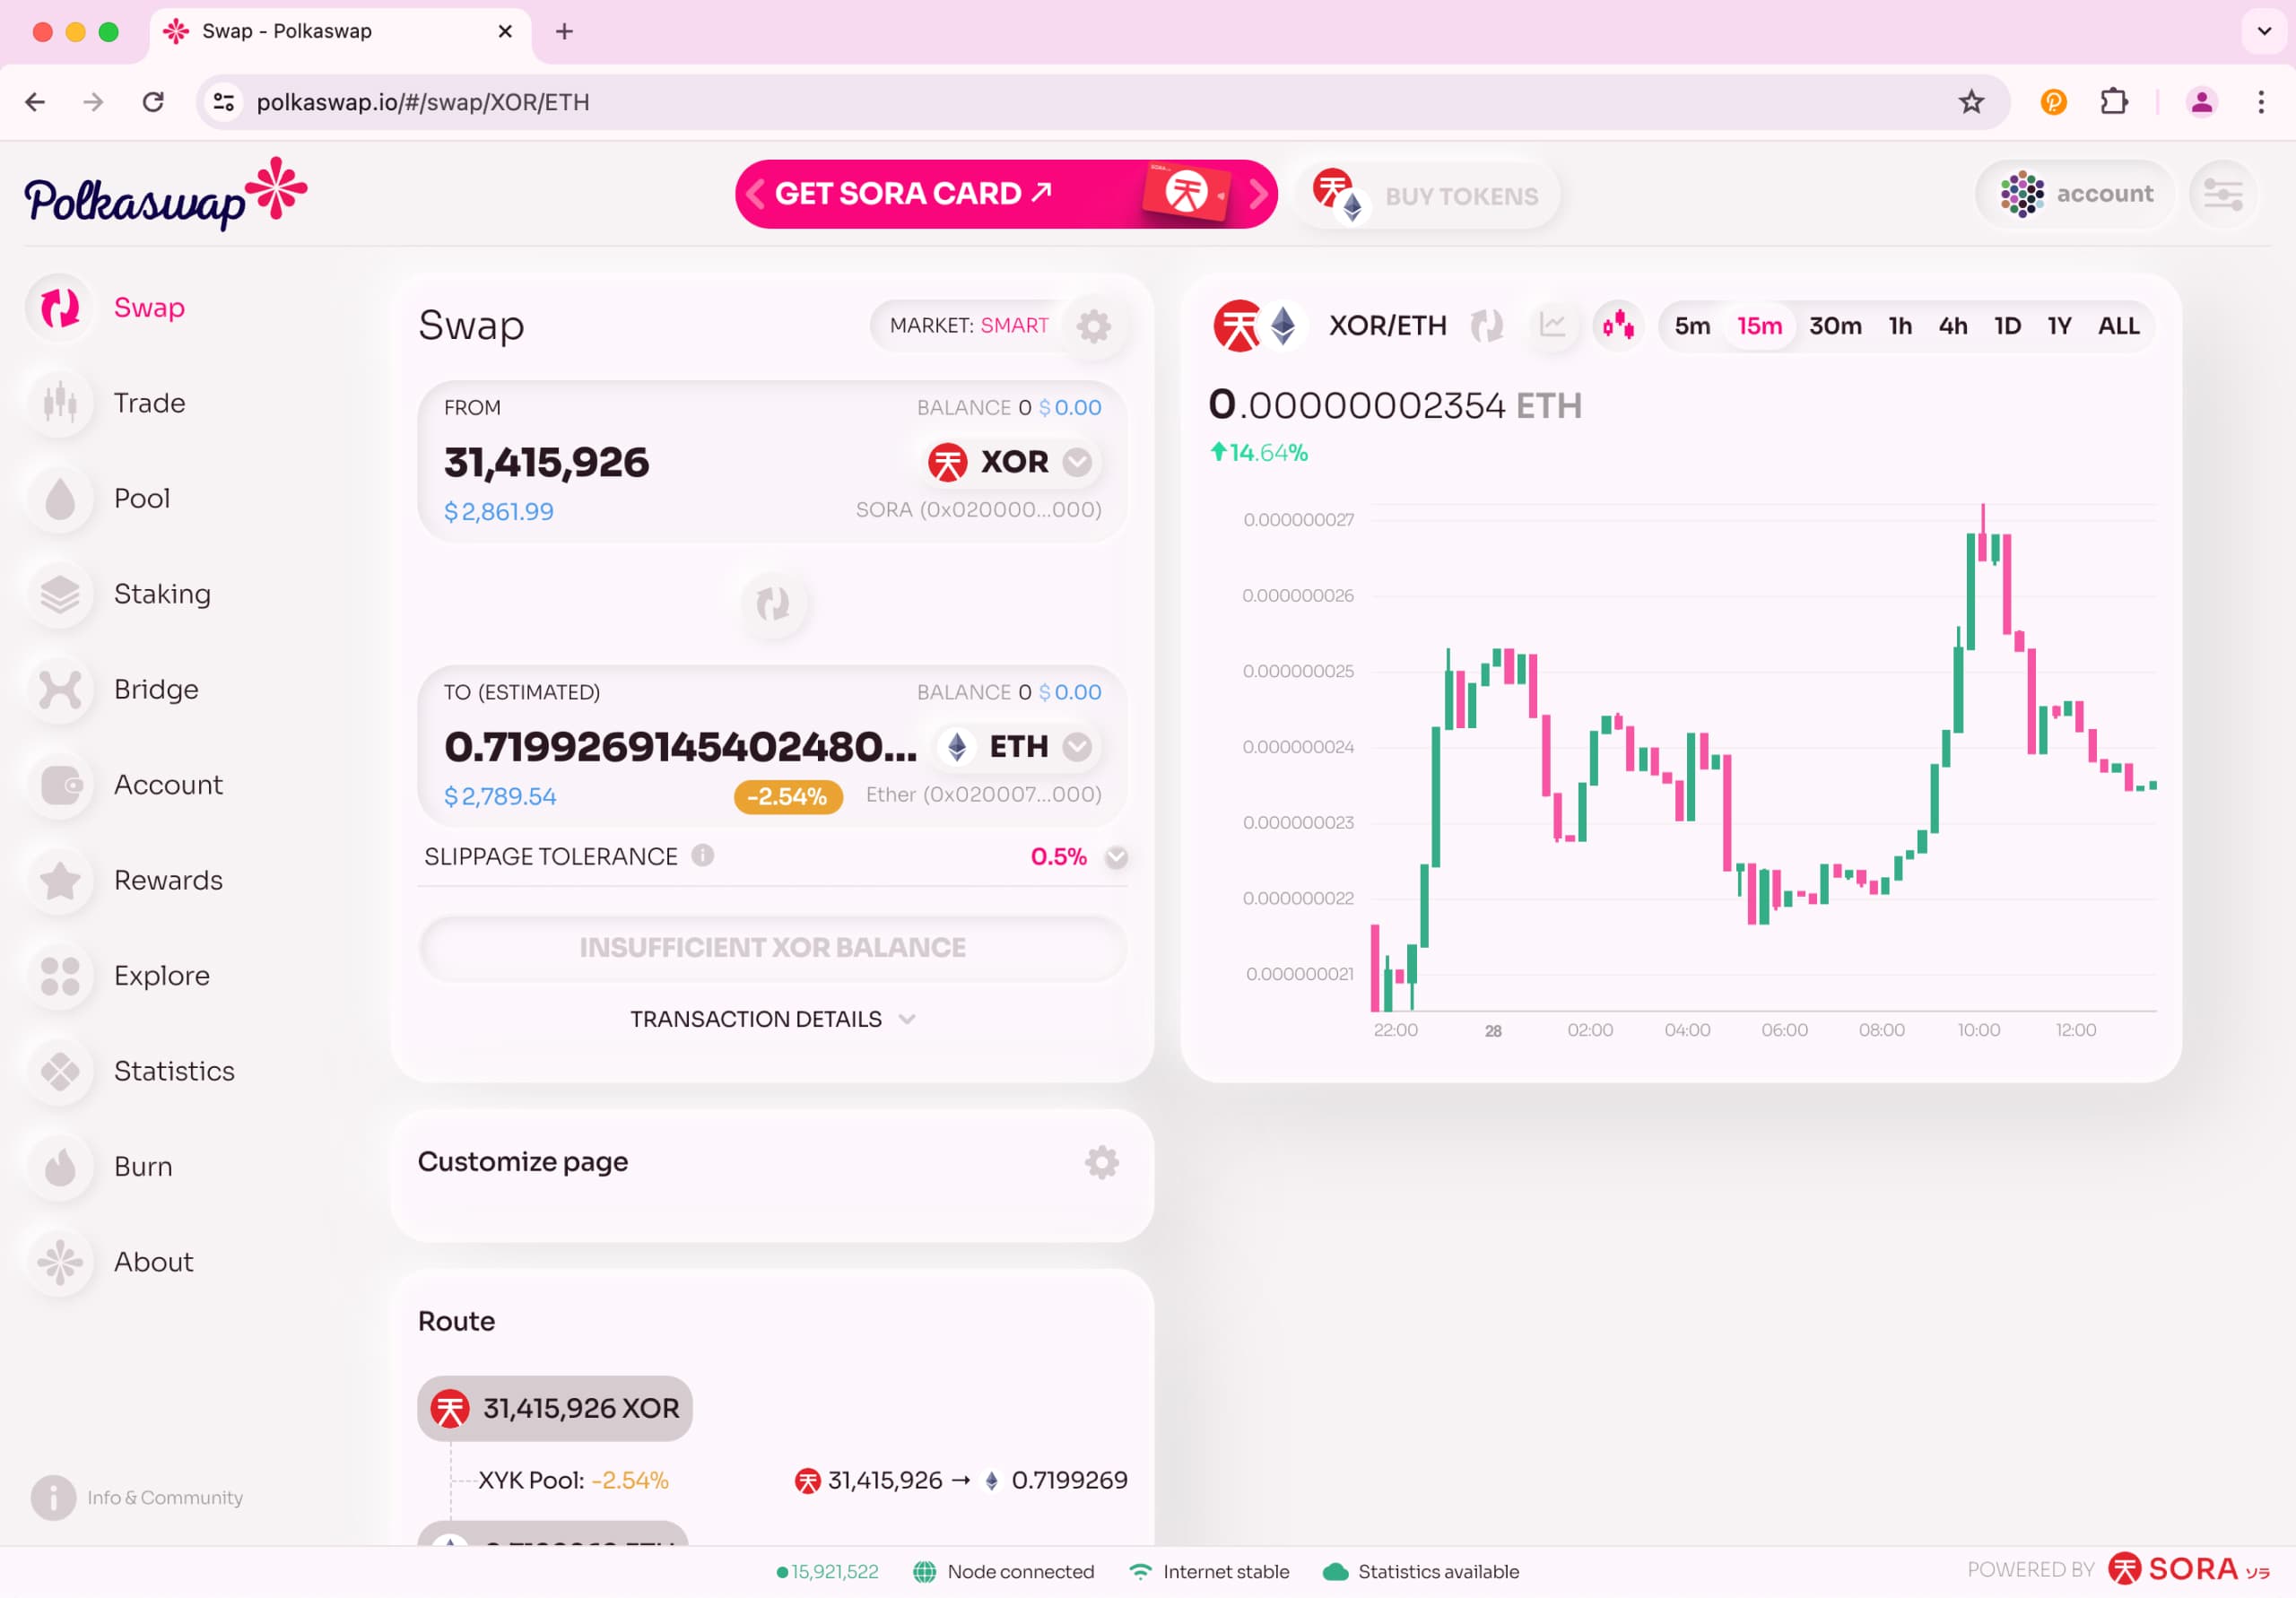 Swap - Polkaswap
polkaswap.io/#/swap/XOR/ETH
Polkaswap
GET SORA CARD
BUY TOKENS
account
Swap
Trade
Pool
Staking
Bridge
Account
Rewards
Explore
Statistics
Burn
About
Info & Community
Swap
MARKET: SMART
FROM
BALANCE 0 $0.00
31,415,926
天 XOR
$2,861.99
SORA (0x020000...000)
TO (ESTIMATED)
BALANCE 0 $0.00
0.7199269145402480...
ETH
$2,789.54
-2.54%
Ether (0x020007...000)
SLIPPAGE TOLERANCE
0.5%
INSUFFICIENT XOR BALANCE
TRANSACTION DETAILS
Customize page
Route
天 31,415,926 XOR
XYK Pool: -2.54%
天 31,415,926 → 0.7199269
天 XOR/ETH
5m 15m 30m 1h 4h 1D 1Y ALL
0.00000002354 ETH
14.64%
0.000000027
0.000000026
0.000000025
0.000000024
0.000000023
0.000000022
0.000000021
22:00 28 02:00 04:00 06:00 08:00 10:00 12:00
15,921,522
Node connected
Internet stable
Statistics available
POWERED BY 天 SORA ソラ